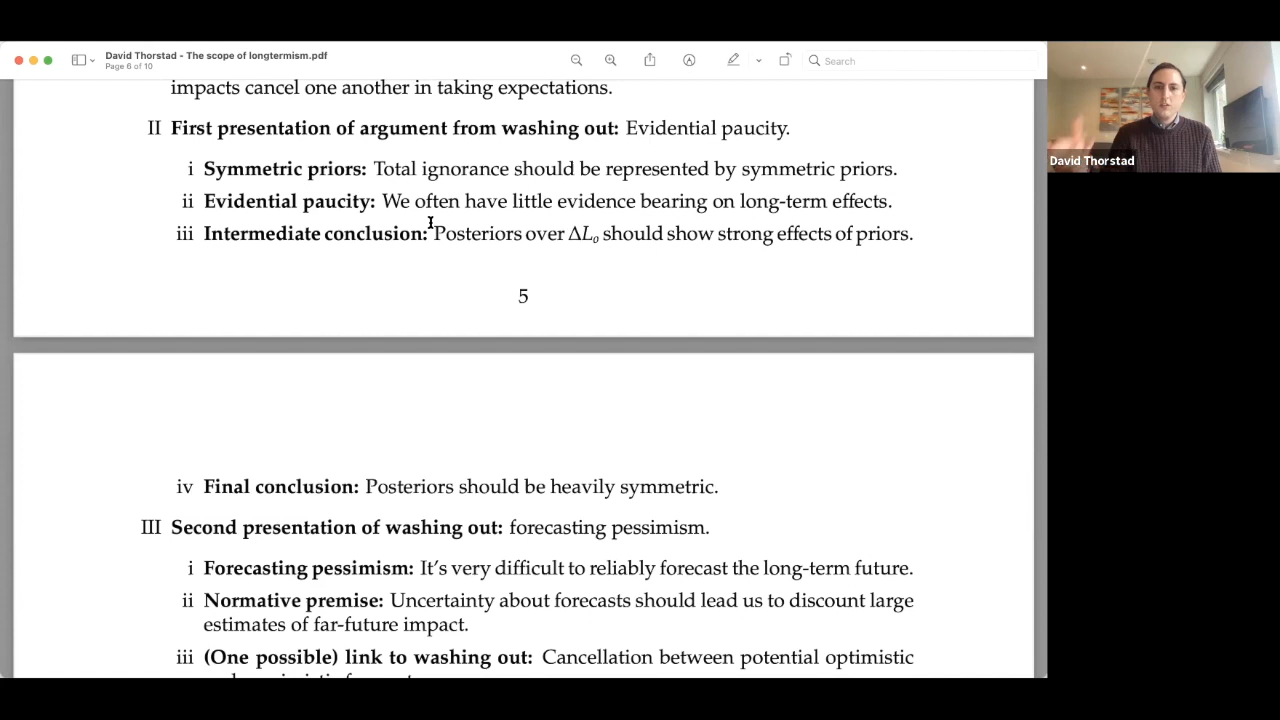 David Thorstad - The scope of longtermism.pdf
Page 6 of 10
Search
David Thorstad
impacts cancel one another in taking expectations.
II First presentation of argument from washing out: Evidential paucity.
i Symmetric priors: Total ignorance should be represented by symmetric priors.
ii Evidential paucity: We often have little evidence bearing on long-term effects.
iii Intermediate conclusion: Posteriors over ΔLₒ should show strong effects of priors.
5
iv Final conclusion: Posteriors should be heavily symmetric.
III Second presentation of washing out: forecasting pessimism.
i Forecasting pessimism: It's very difficult to reliably forecast the long-term future.
ii Normative premise: Uncertainty about forecasts should lead us to discount large
estimates of far-future impact.
iii (One possible) link to washing out: Cancellation between potential optimistic